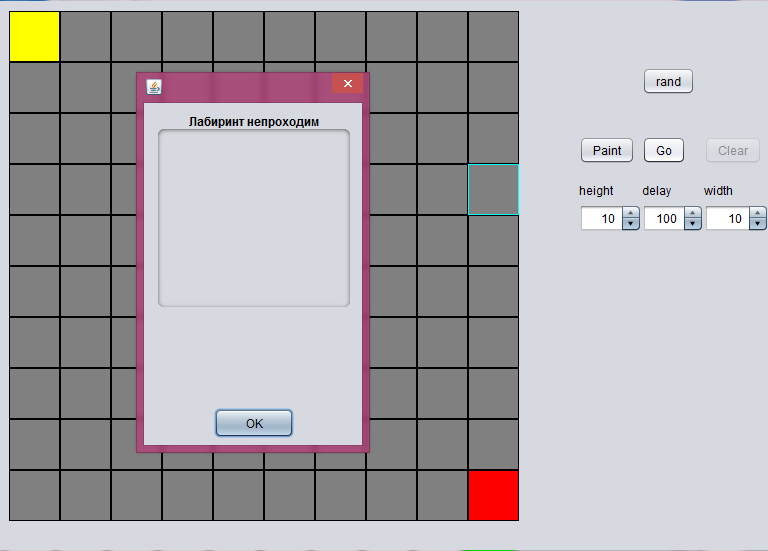 rand
Лабиринт непроходим
Paint Go Clear
height delay width
10 100 10
OK